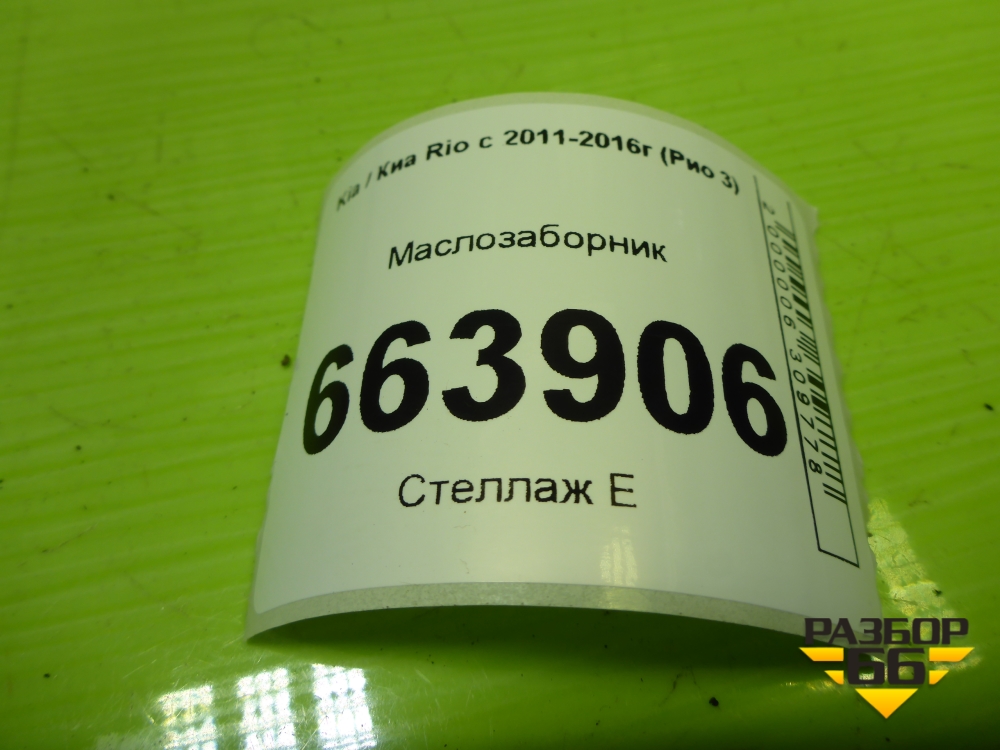 Kia / Киа Rio с 2011-2016г (Рио 3)
Маслозаборник
663906
Стеллаж Е
2000006309778
РАЗБОР
66